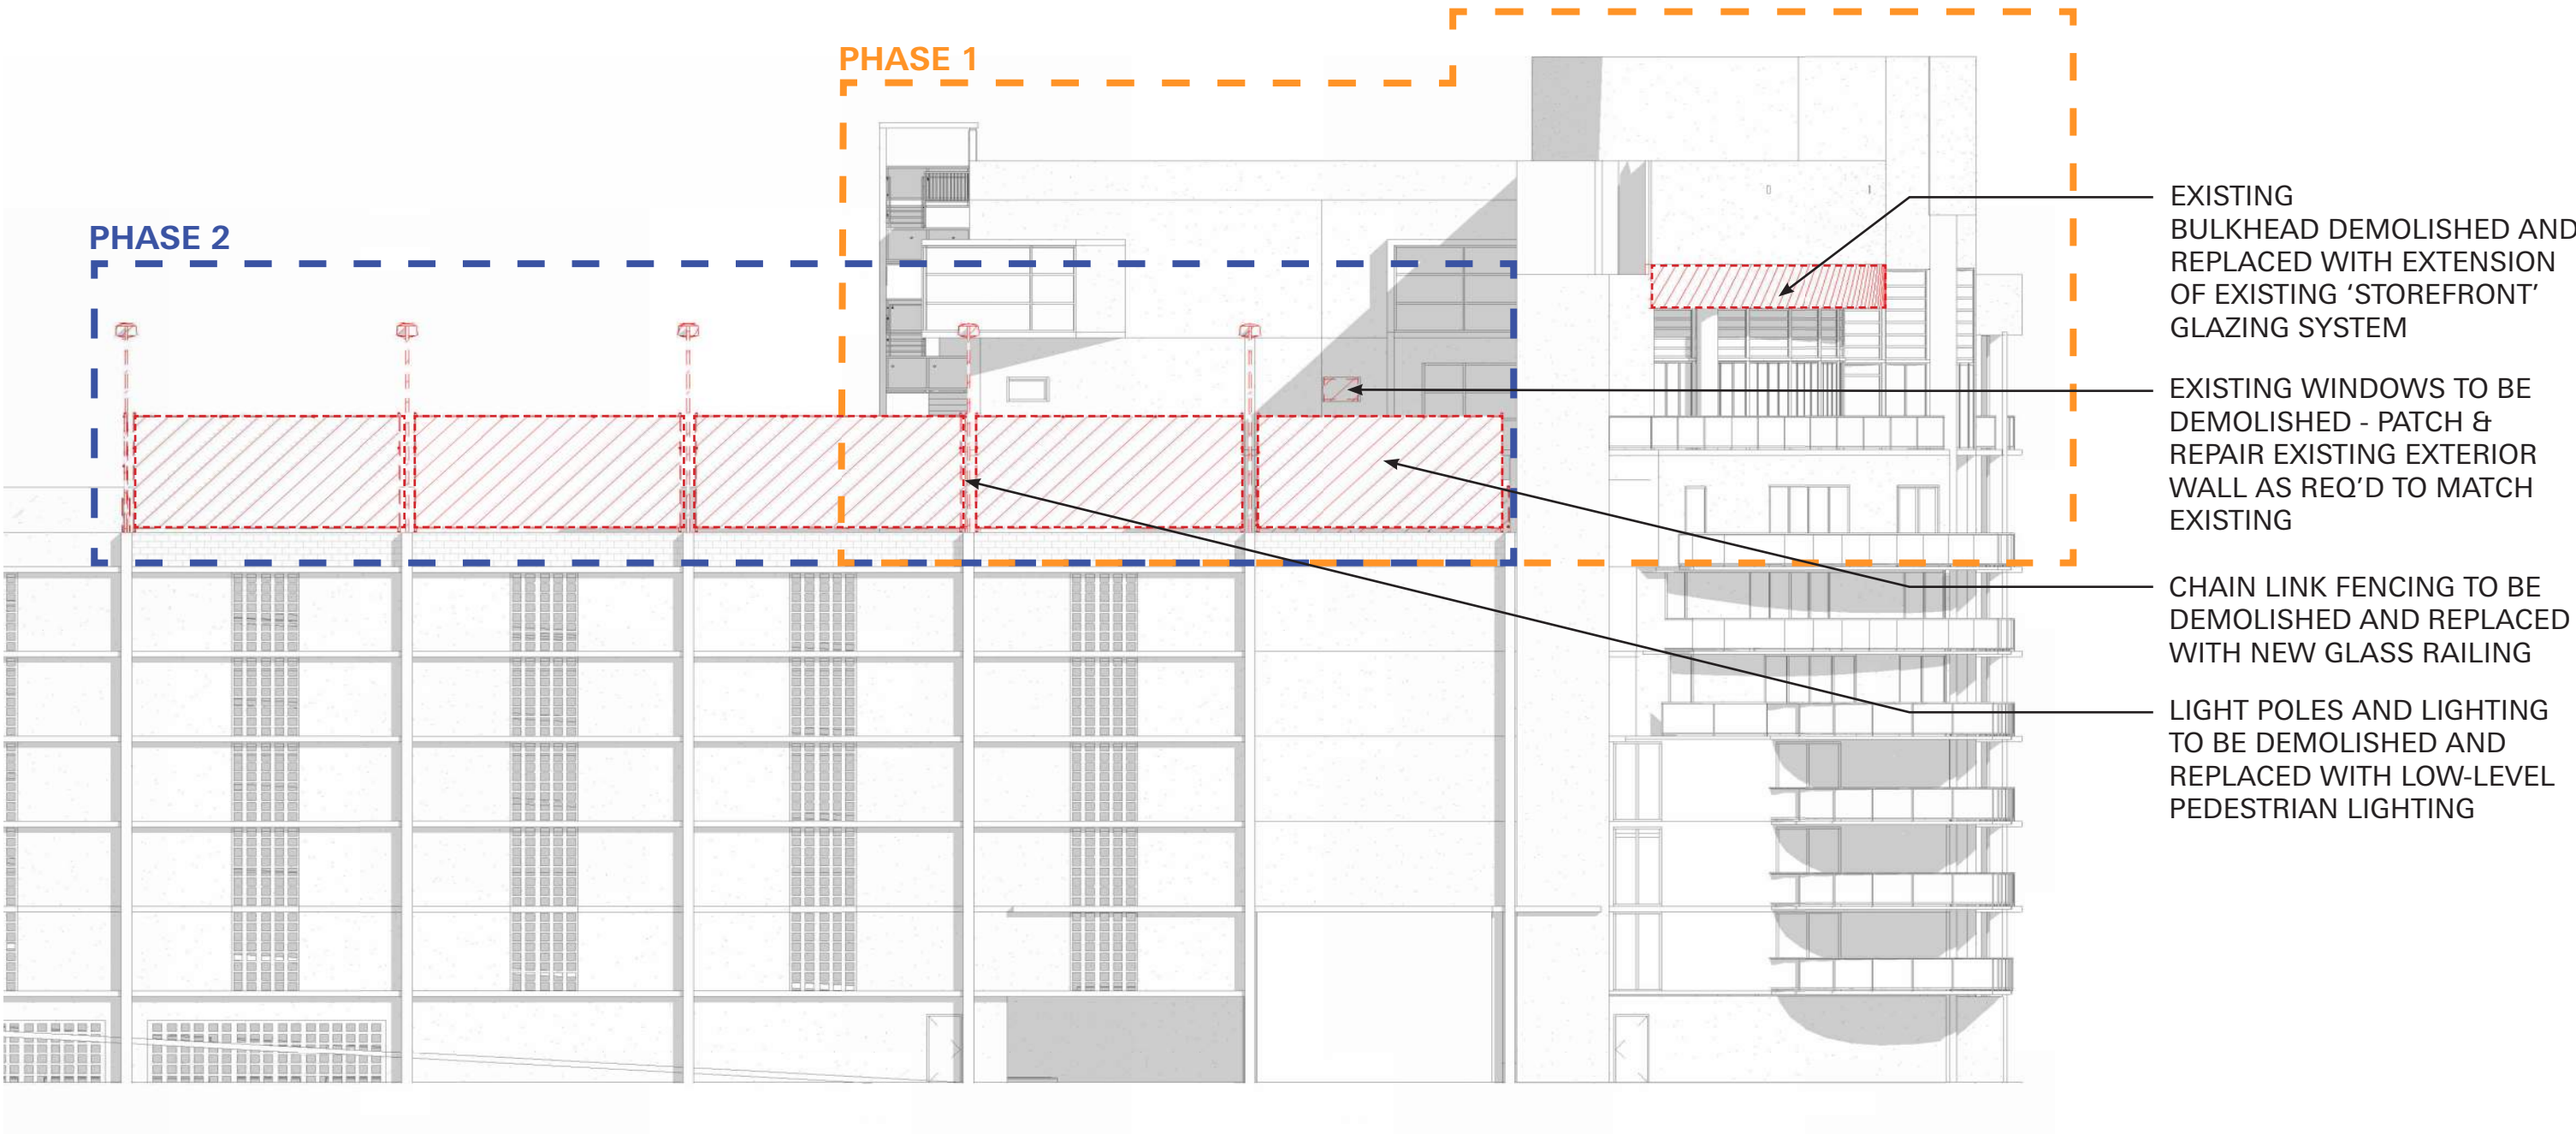 PHASE 1
PHASE 2
EXISTING
BULKHEAD DEMOLISHED AND
REPLACED WITH EXTENSION
OF EXISTING ‘STOREFRONT’
GLAZING SYSTEM
EXISTING WINDOWS TO BE
DEMOLISHED - PATCH &
REPAIR EXISTING EXTERIOR
WALL AS REQ’D TO MATCH
EXISTING
CHAIN LINK FENCING TO BE
DEMOLISHED AND REPLACED
WITH NEW GLASS RAILING
LIGHT POLES AND LIGHTING
TO BE DEMOLISHED AND
REPLACED WITH LOW-LEVEL
PEDESTRIAN LIGHTING